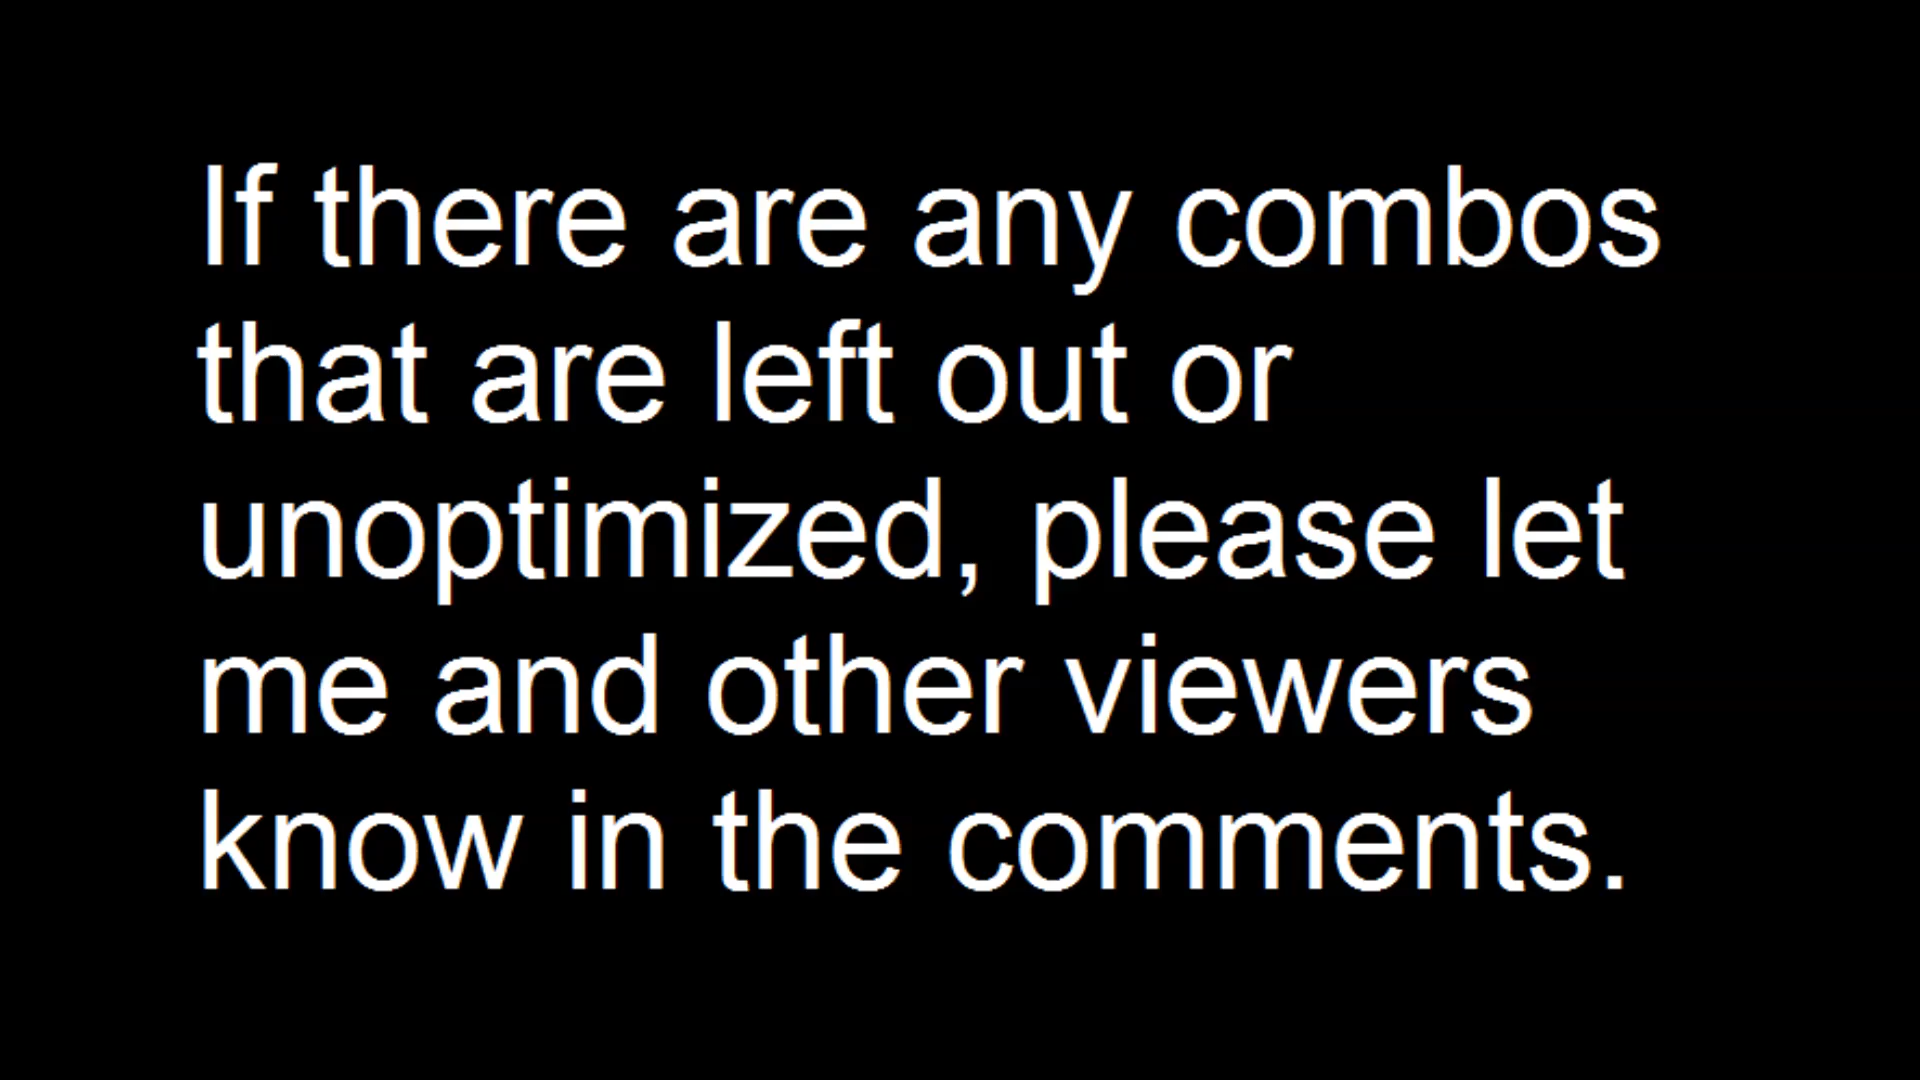 If there are any combos
that are left out or
unoptimized, please let
me and other viewers
know in the comments.